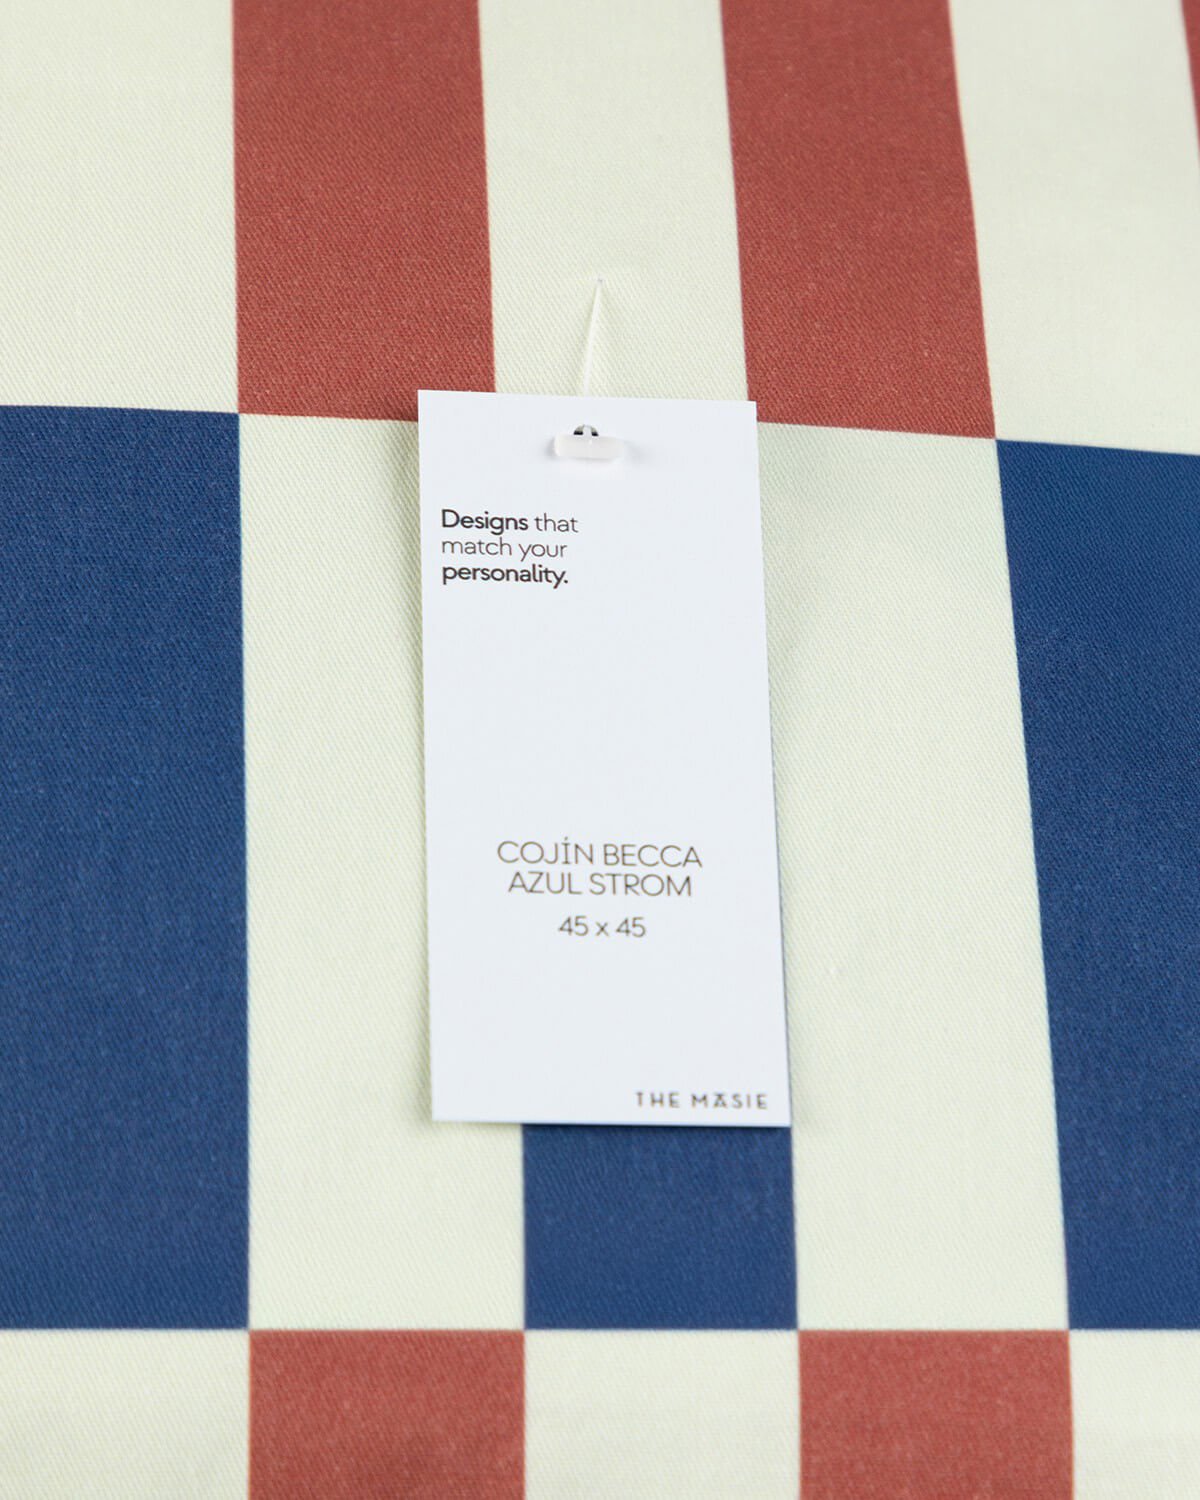 Designs that
match your
personality.
COJÍN BECCA
AZUL STROM
45 x 45
THE MASIE